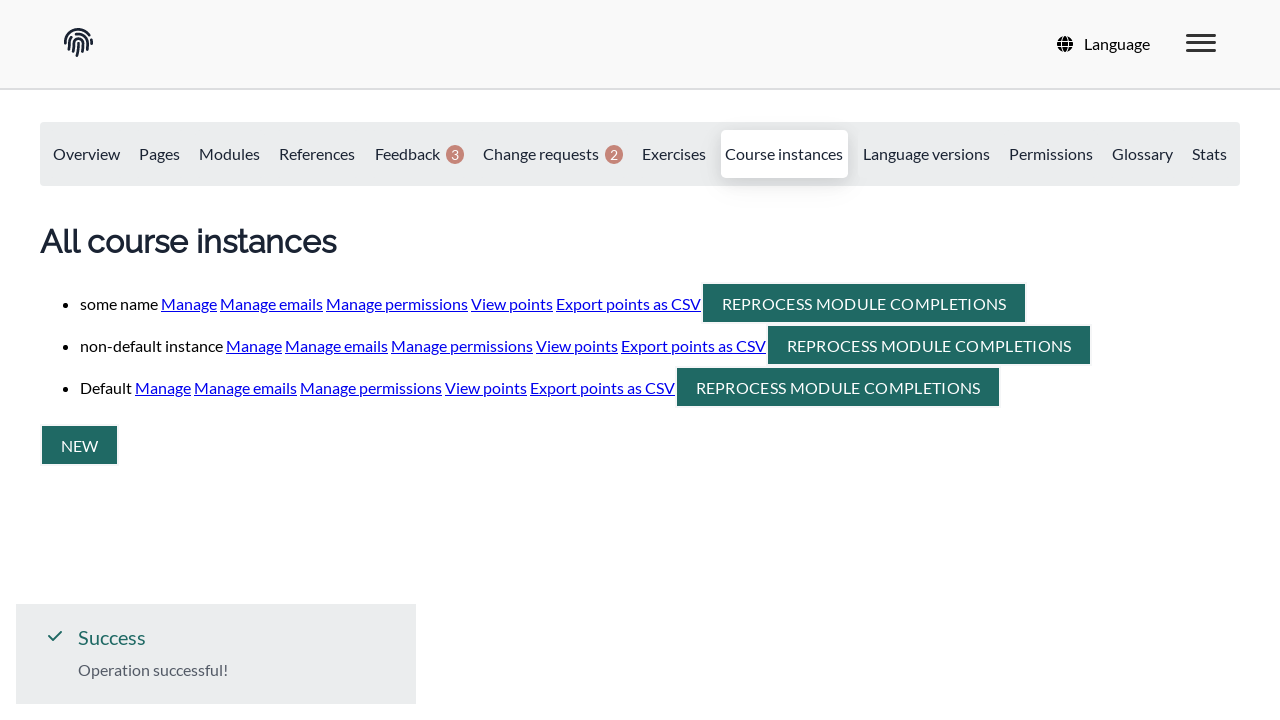 Language
Overview Pages Modules References Feedback 3 Change requests 2 Exercises Course instances Language versions Permissions Glossary Stats
All course instances
some name Manage Manage emails Manage permissions View points Export points as CSV REPROCESS MODULE COMPLETIONS
non-default instance Manage Manage emails Manage permissions View points Export points as CSV REPROCESS MODULE COMPLETIONS
Default Manage Manage emails Manage permissions View points Export points as CSV REPROCESS MODULE COMPLETIONS
NEW
Success
Operation successful!